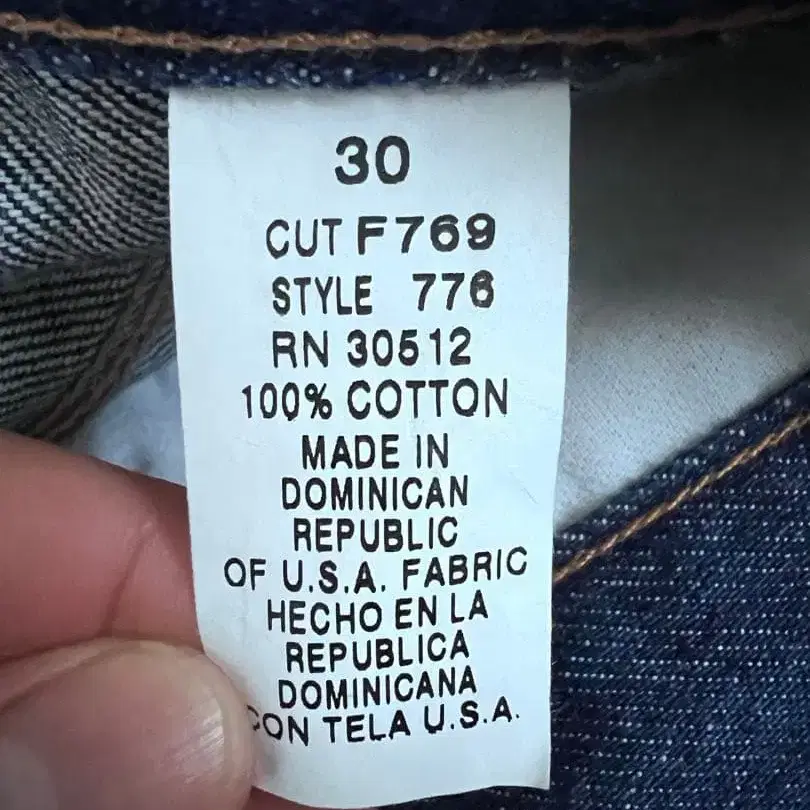 30
CUT F769
STYLE 776
RN 30512
100% COTTON
MADE IN
DOMINICAN
REPUBLIC
OF U.S.A. FABRIC
HECHO EN LA
REPUBLICA
DOMINICANA
CON TELA U.S.A.